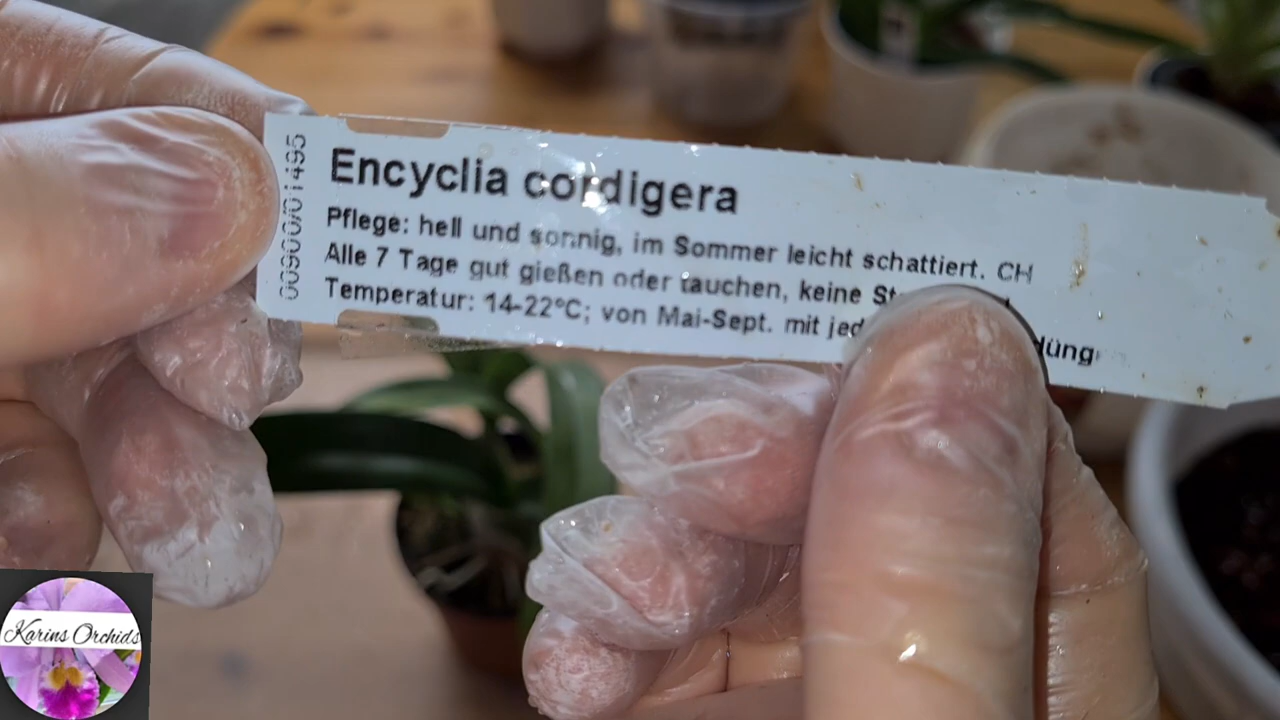 Encyclia cordigera
Pflege: hell und sonnig, im Sommer leicht schattiert. CH
Alle 7 Tage gut gießen oder tauchen, keine
Temperatur: 14-22°C; von Mai-Sept. mit
009000/01495
Karins Orchids